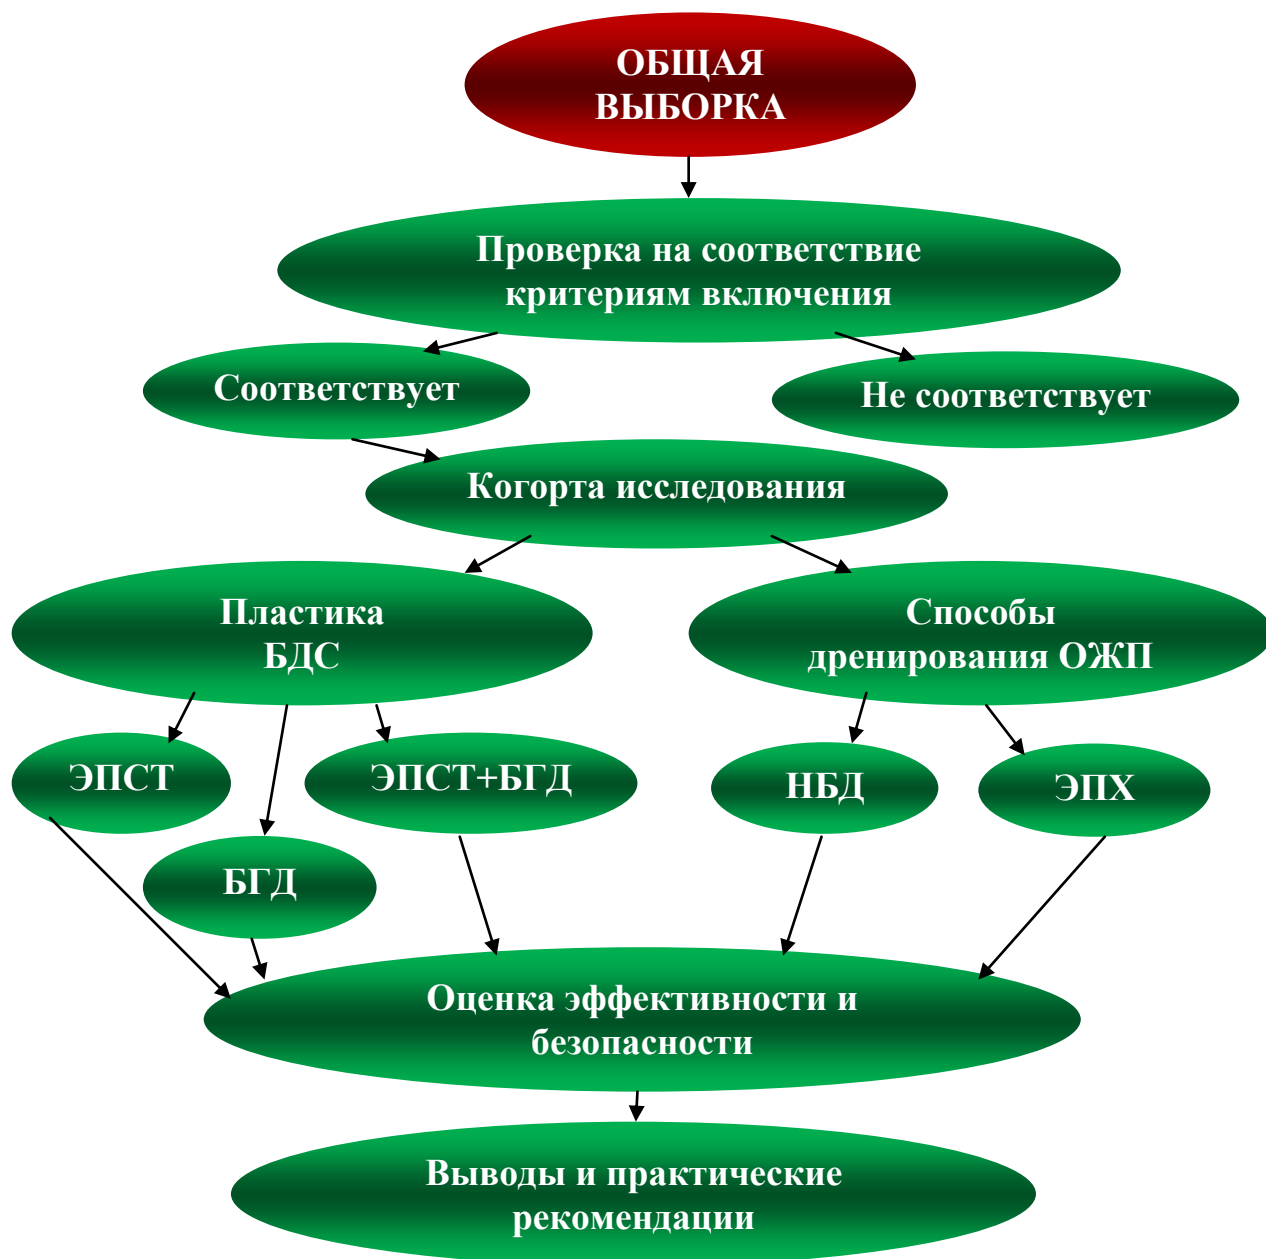 ОБЩАЯ
ВЫБОРКА
Проверка на соответствие
критериям включения
Соответствует
Не соответствует
Когорта исследования
Пластика
БДС
Способы
дренирования ОЖП
ЭПСТ
ЭПСТ+БГД
НБД
ЭПХ
БГД
Оценка эффективности и
безопасности
Выводы и практические
рекомендации